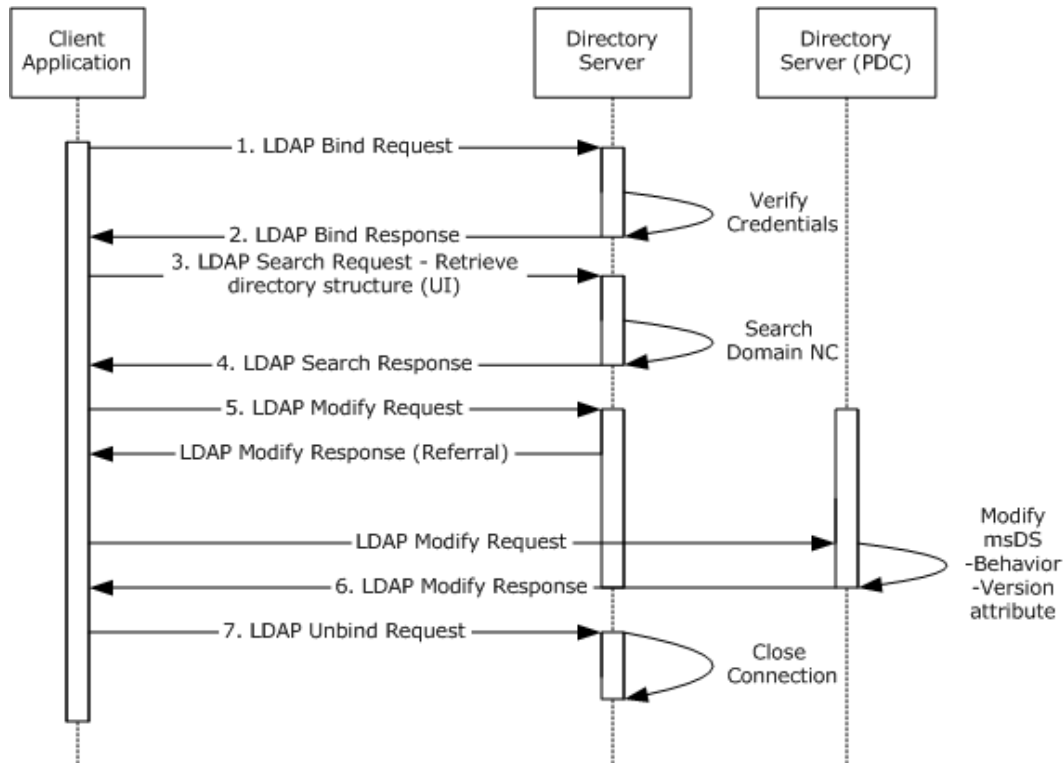 Client
Application
Directory
Server
Directory
Server (PDC)
1. LDAP Bind Request
Verify
Credentials
2. LDAP Bind Response
3. LDAP Search Request - Retrieve
directory structure (UI)
Search
Domain NC
4. LDAP Search Response
5. LDAP Modify Request
LDAP Modify Response (Referral)
LDAP Modify Request
Modify
msDS
-Behavior
-Version
attribute
6. LDAP Modify Response
7. LDAP Unbind Request
Close
Connection